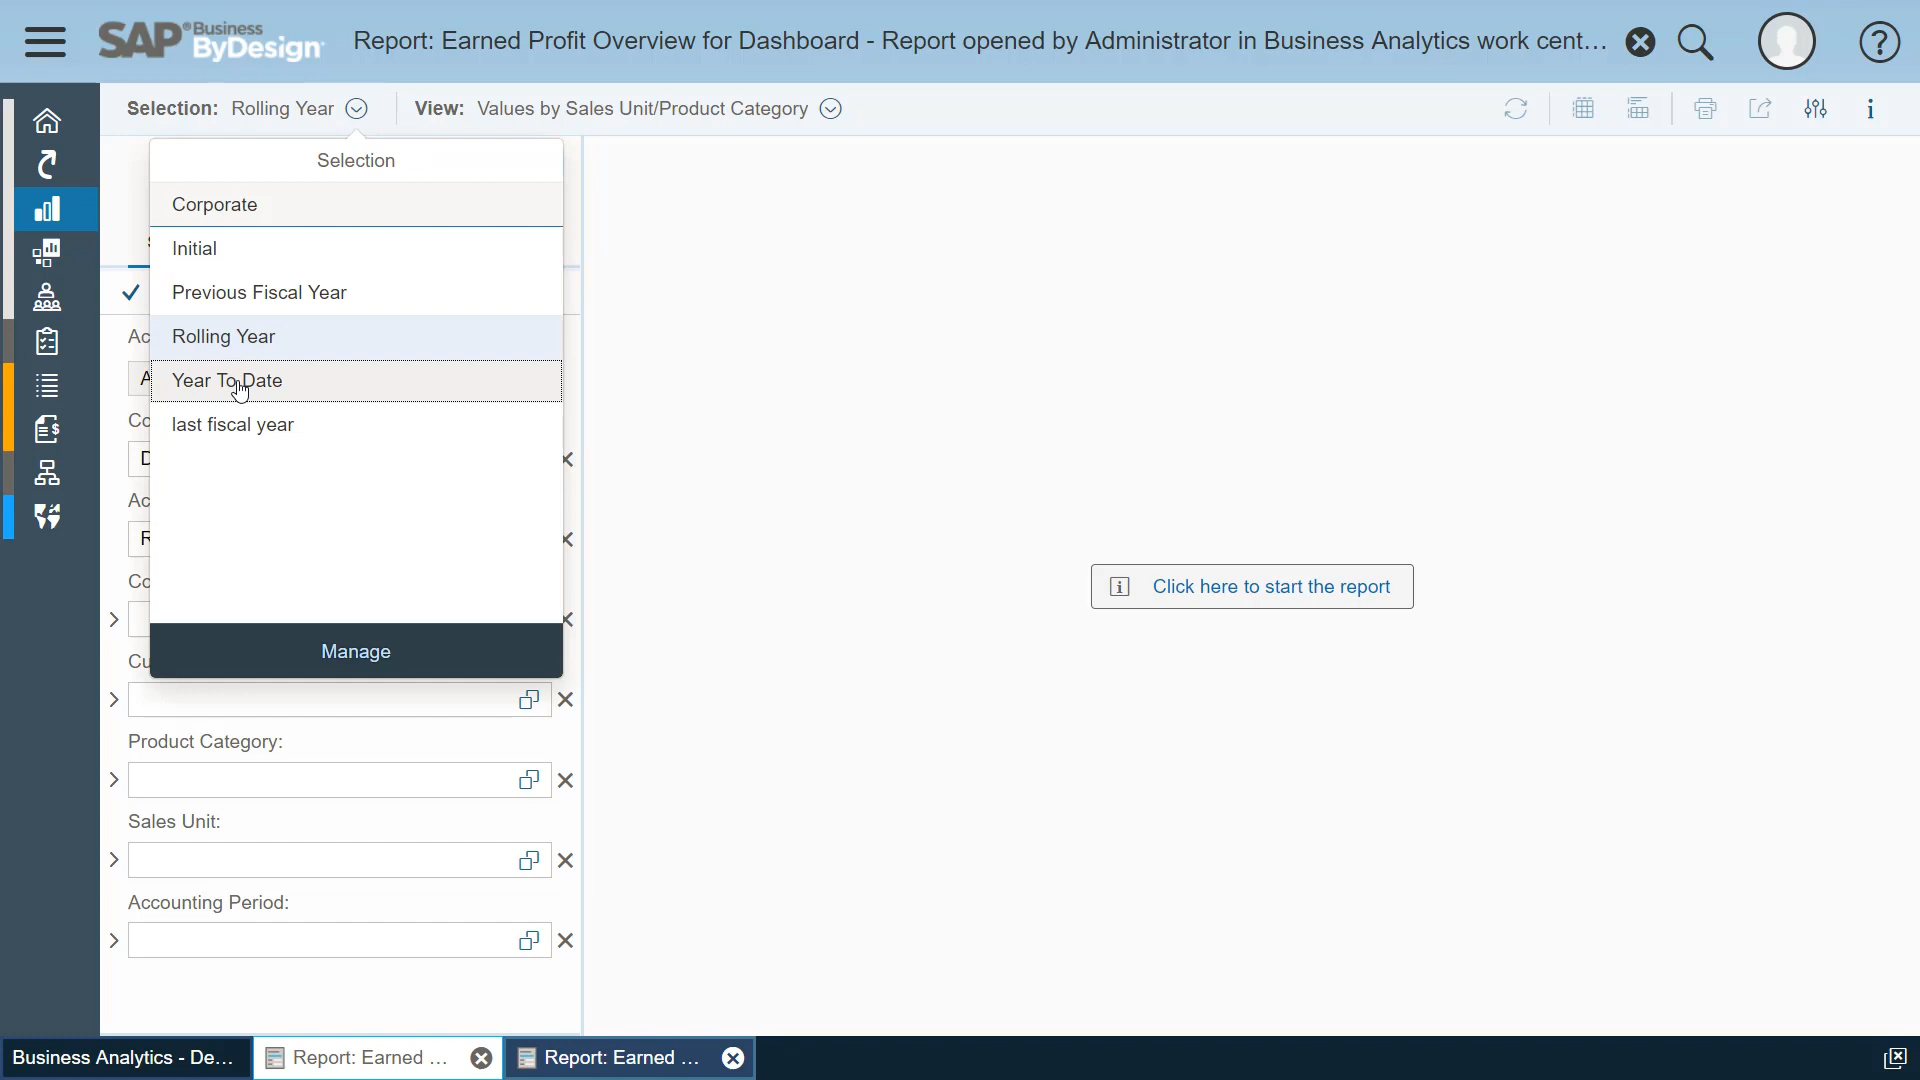 SAP Business ByDesign
Report: Earned Profit Overview for Dashboard - Report opened by Administrator in Business Analytics work cent...
Selection: Rolling Year
View: Values by Sales Unit/Product Category
Selection
Corporate
Initial
Previous Fiscal Year
Rolling Year
Year To Date
last fiscal year
Manage
Click here to start the report
Product Category:
Sales Unit:
Accounting Period:
Business Analytics - De...
Report: Earned ...
Report: Earned ...